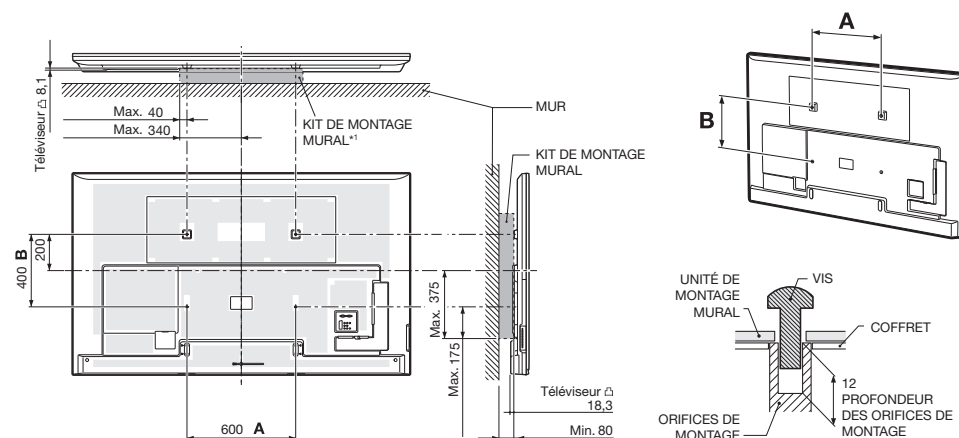 A
B
Téléviseur △ 8,1
Max. 40
Max. 340
KIT DE MONTAGE
MURAL*1
MUR
KIT DE MONTAGE
MURAL
400 B
200
Max. 375
Max. 175
600 A
Téléviseur △
18,3
Min. 80
UNITÉ DE
MONTAGE
MURAL
VIS
COFFRET
12
PROFONDEUR
DES ORIFICES DE
MONTAGE
ORIFICES DE
MONTAGE